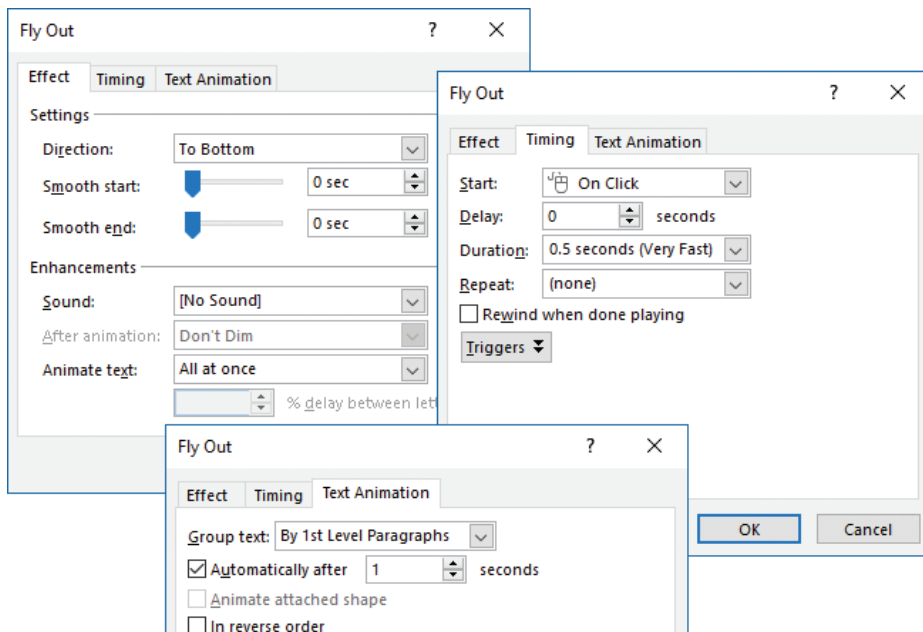 Fly Out ?
Effect Timing Text Animation
Settings
Direction: To Bottom
Smooth start: 0 sec
Smooth end: 0 sec
Enhancements
Sound: [No Sound]
After animation: Don't Dim
Animate text: All at once
% delay between
Fly Out ?
Effect Timing Text Animation
Start: On Click
Delay: 0 seconds
Duration: 0.5 seconds (Very Fast)
Repeat: (none)
Rewind when done playing
Triggers
OK Cancel
Fly Out ?
Effect Timing Text Animation
Group text: By 1st Level Paragraphs
Automatically after 1 seconds
Animate attached shape
In reverse order